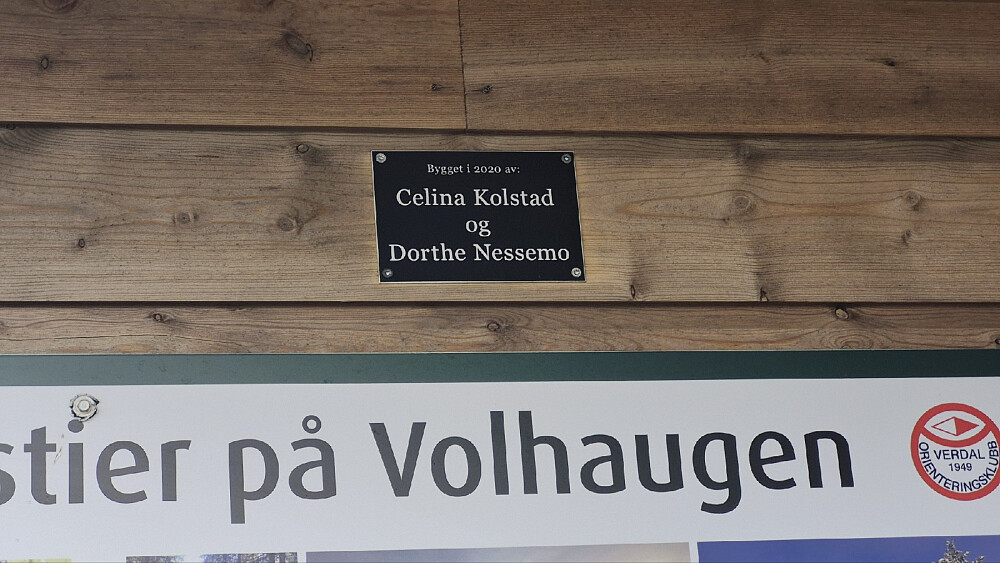 Bygget i 2020 av:
Celina Kolstad
og
Dorthe Nessemo
stier på Volhaugen
VERDAL
1949
ORIENTERINGSKLUBB